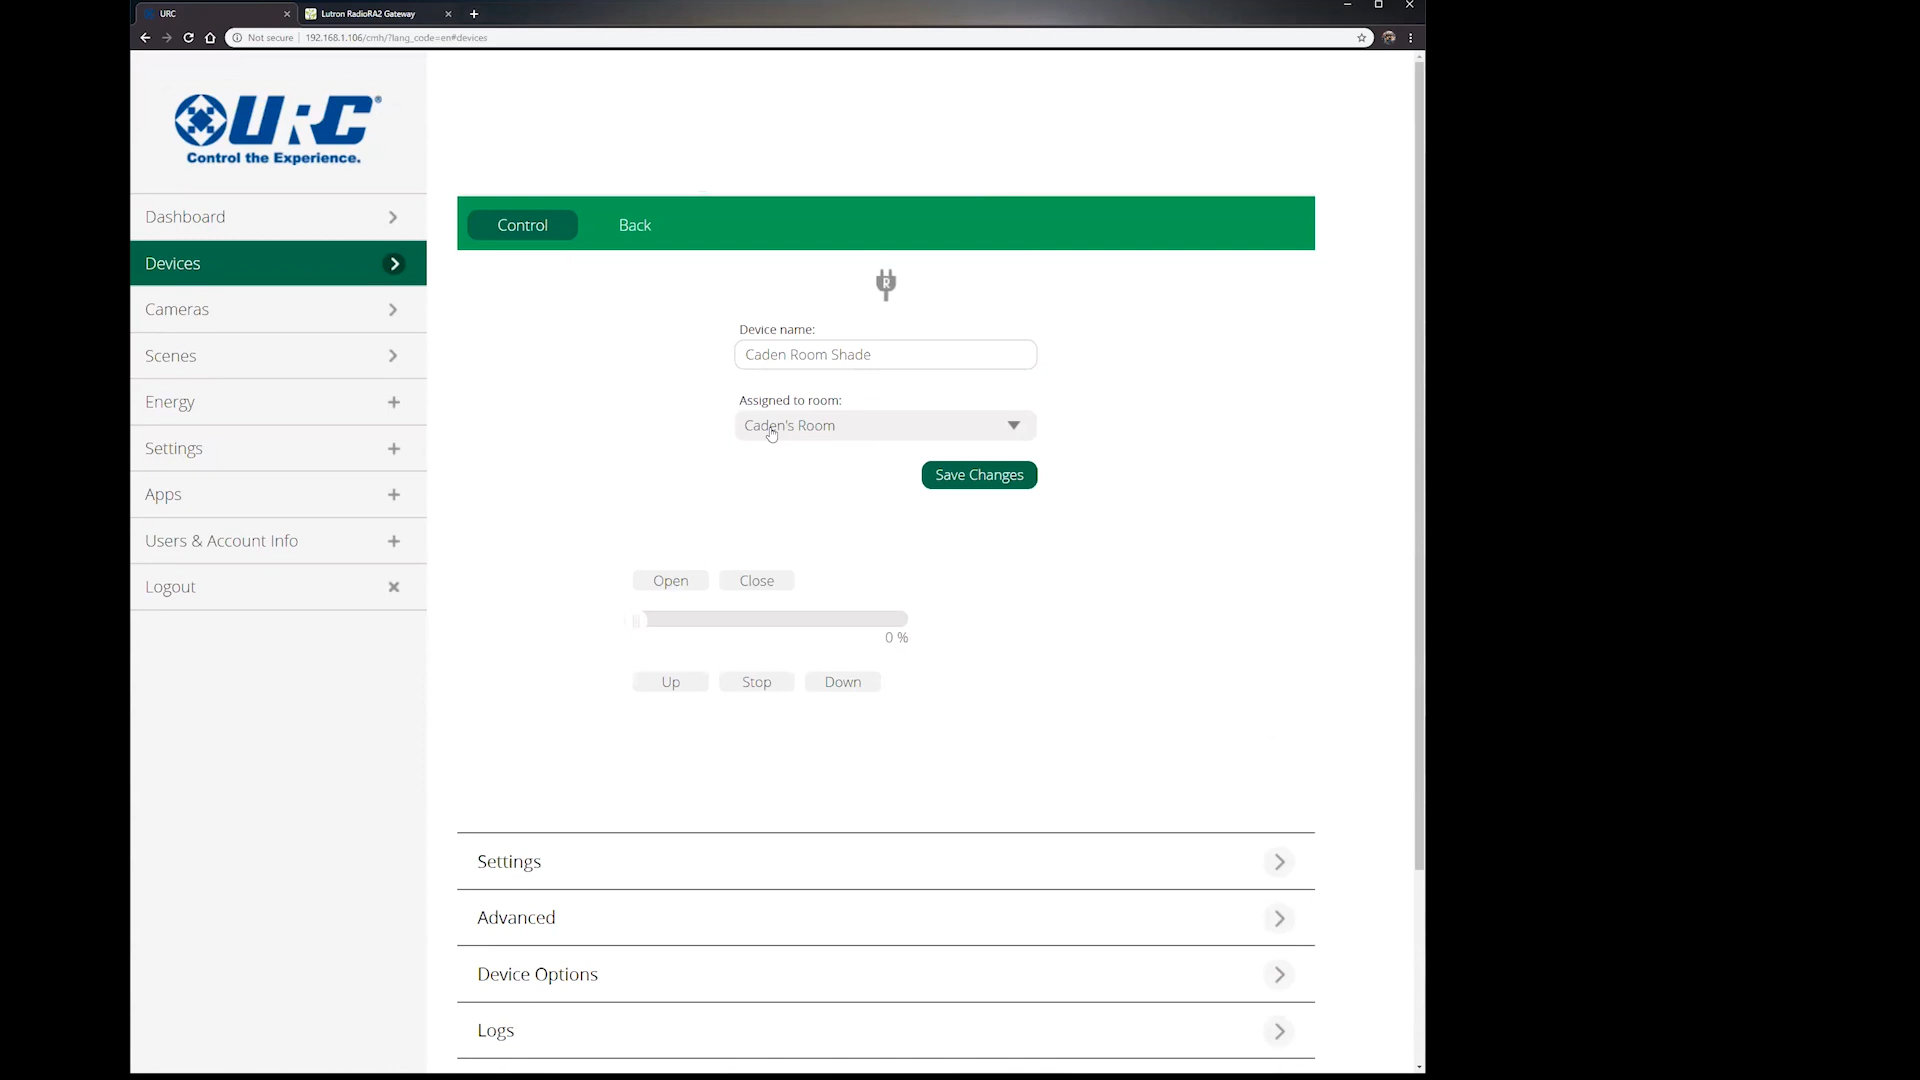 URC
Lutron RadioRA2 Gateway
Not secure
192.168.1.106/cmh/?lang_code=en#devices
URC®
Control the Experience.
Dashboard
Devices
Cameras
Scenes
Energy
Settings
Apps
Users & Account Info
Logout
Control
Back
R
Device name:
Caden Room Shade
Assigned to room:
Caden's Room
Save Changes
Open
Close
0 %
Up
Stop
Down
Settings
Advanced
Device Options
Logs